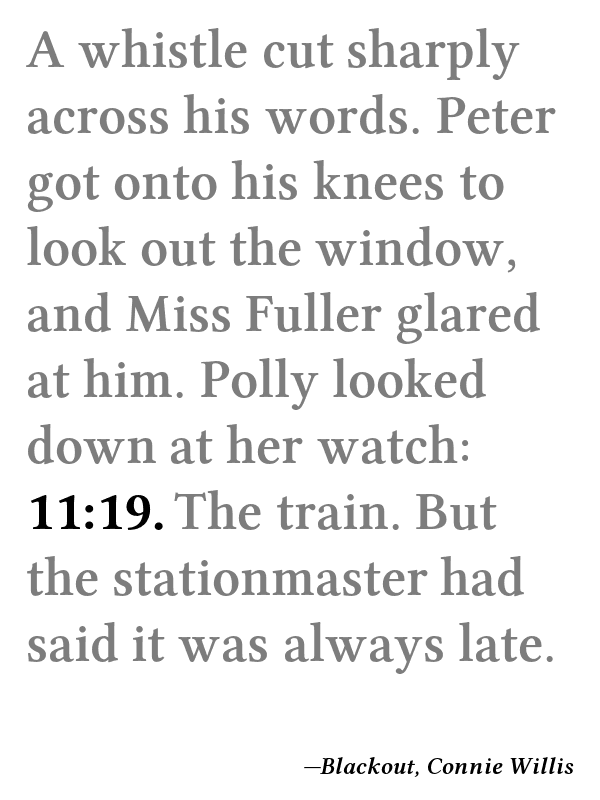 A whistle cut sharply
across his words. Peter
got onto his knees to
look out the window,
and Miss Fuller glared
at him. Polly looked
down at her watch:
11:19. The train. But
the stationmaster had
said it was always late.
—Blackout, Connie Willis